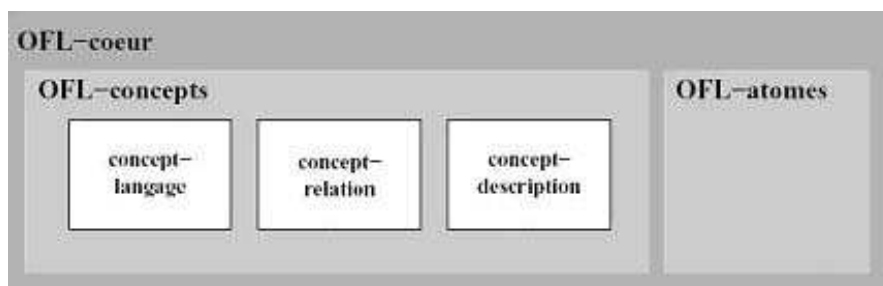 OFL−coeur
OFL−concepts
OFL−atomes
concept−
langage
concept−
relation
concept−
description